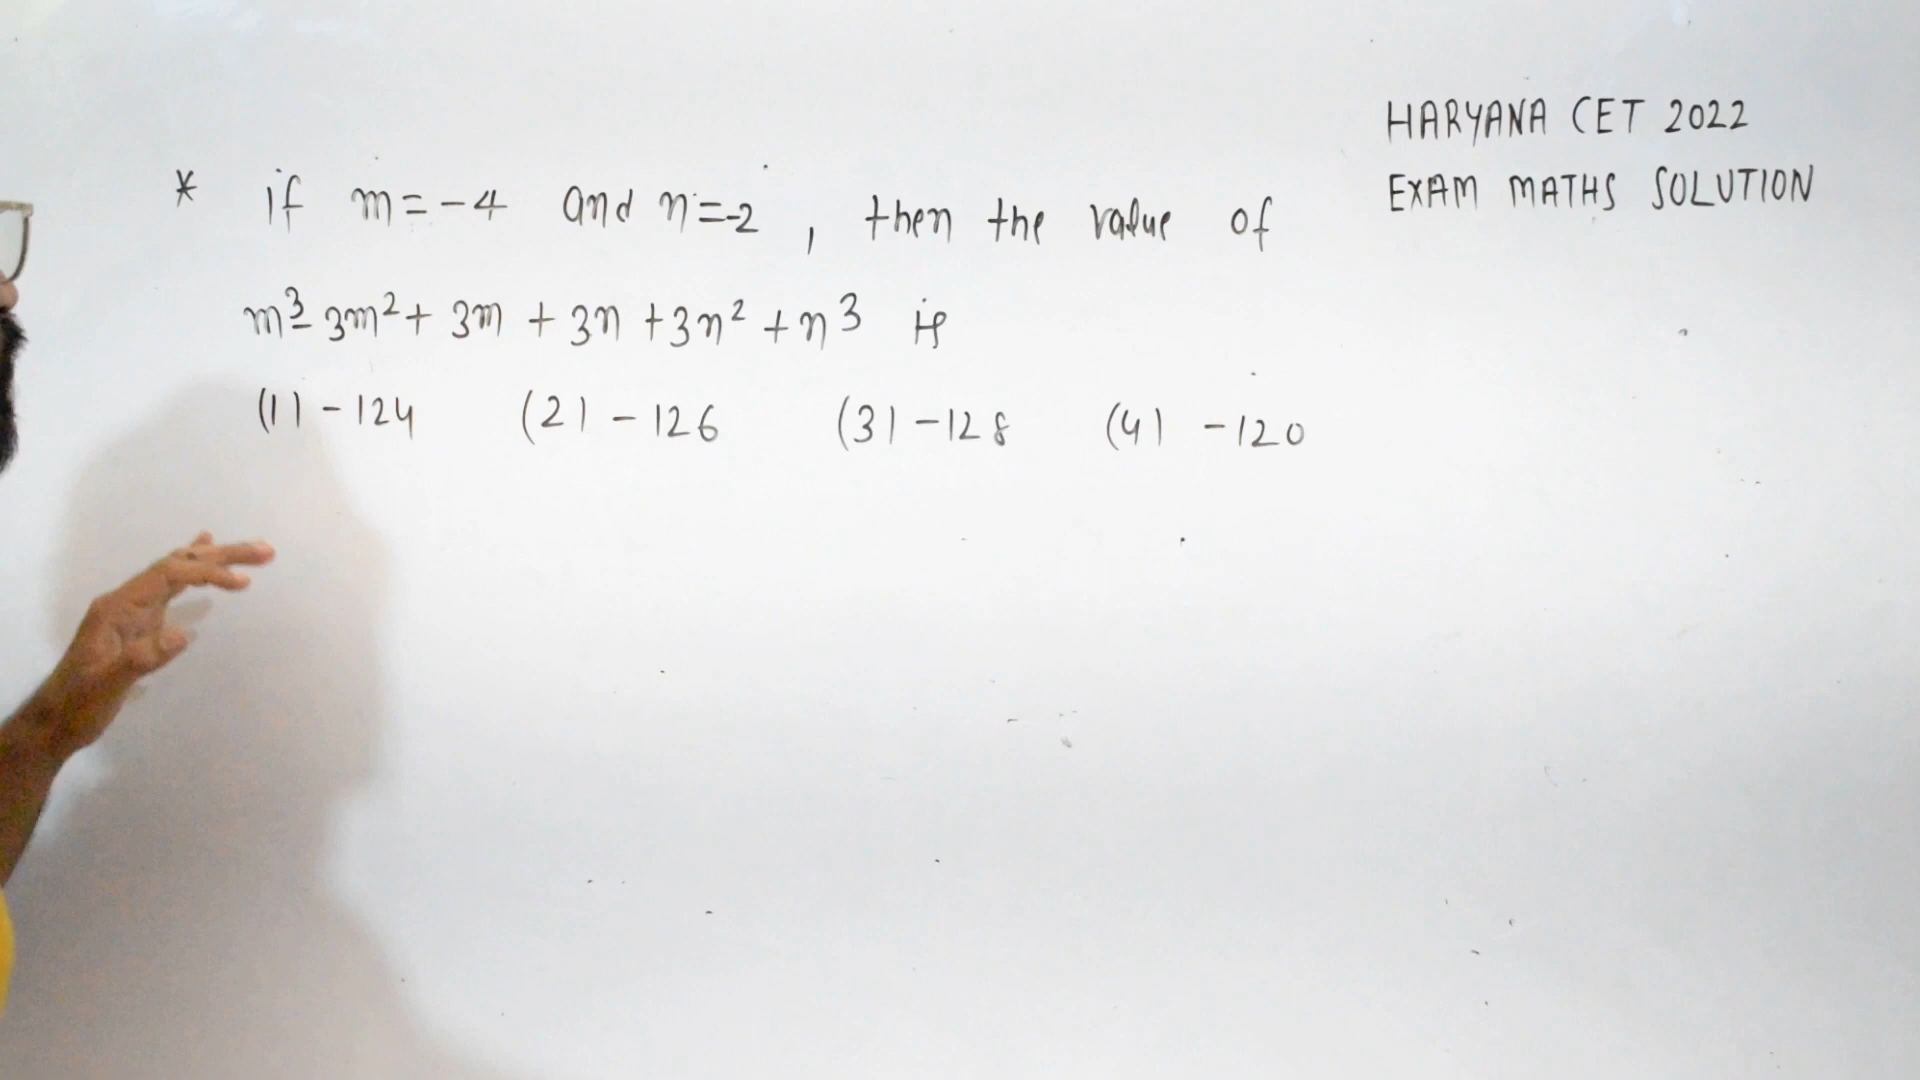 HARYANA CET 2022
EXAM MATHS SOLUTION
* if m=-4 and n=-2, then the value of
m³-3m²+3m+3n+3n²+n³ is
(1) -124 (2) -126 (3) -128 (4) -120